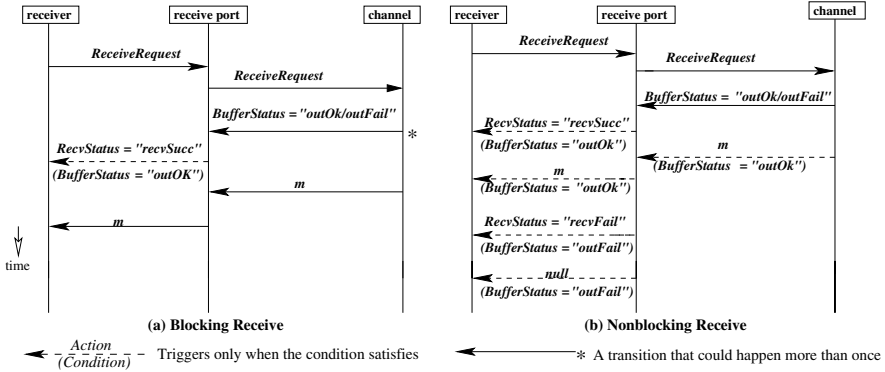 receiver
receive port
channel
ReceiveRequest
ReceiveRequest
BufferStatus = "outOk/outFail"
*
RecvStatus = "recvSucc"
(BufferStatus = "outOK")
m
m
time
(a) Blocking Receive
receiver
receive port
channel
ReceiveRequest
ReceiveRequest
BufferStatus = "outOk/outFail"
RecvStatus = "recvSucc"
(BufferStatus = "outOk")
m
(BufferStatus = "outOk")
m
(BufferStatus = "outOk")
RecvStatus = "recvFail"
(BufferStatus = "outFail")
null
(BufferStatus = "outFail")
(b) Nonblocking Receive
Action
(Condition)
Triggers only when the condition satisfies
* A transition that could happen more than once